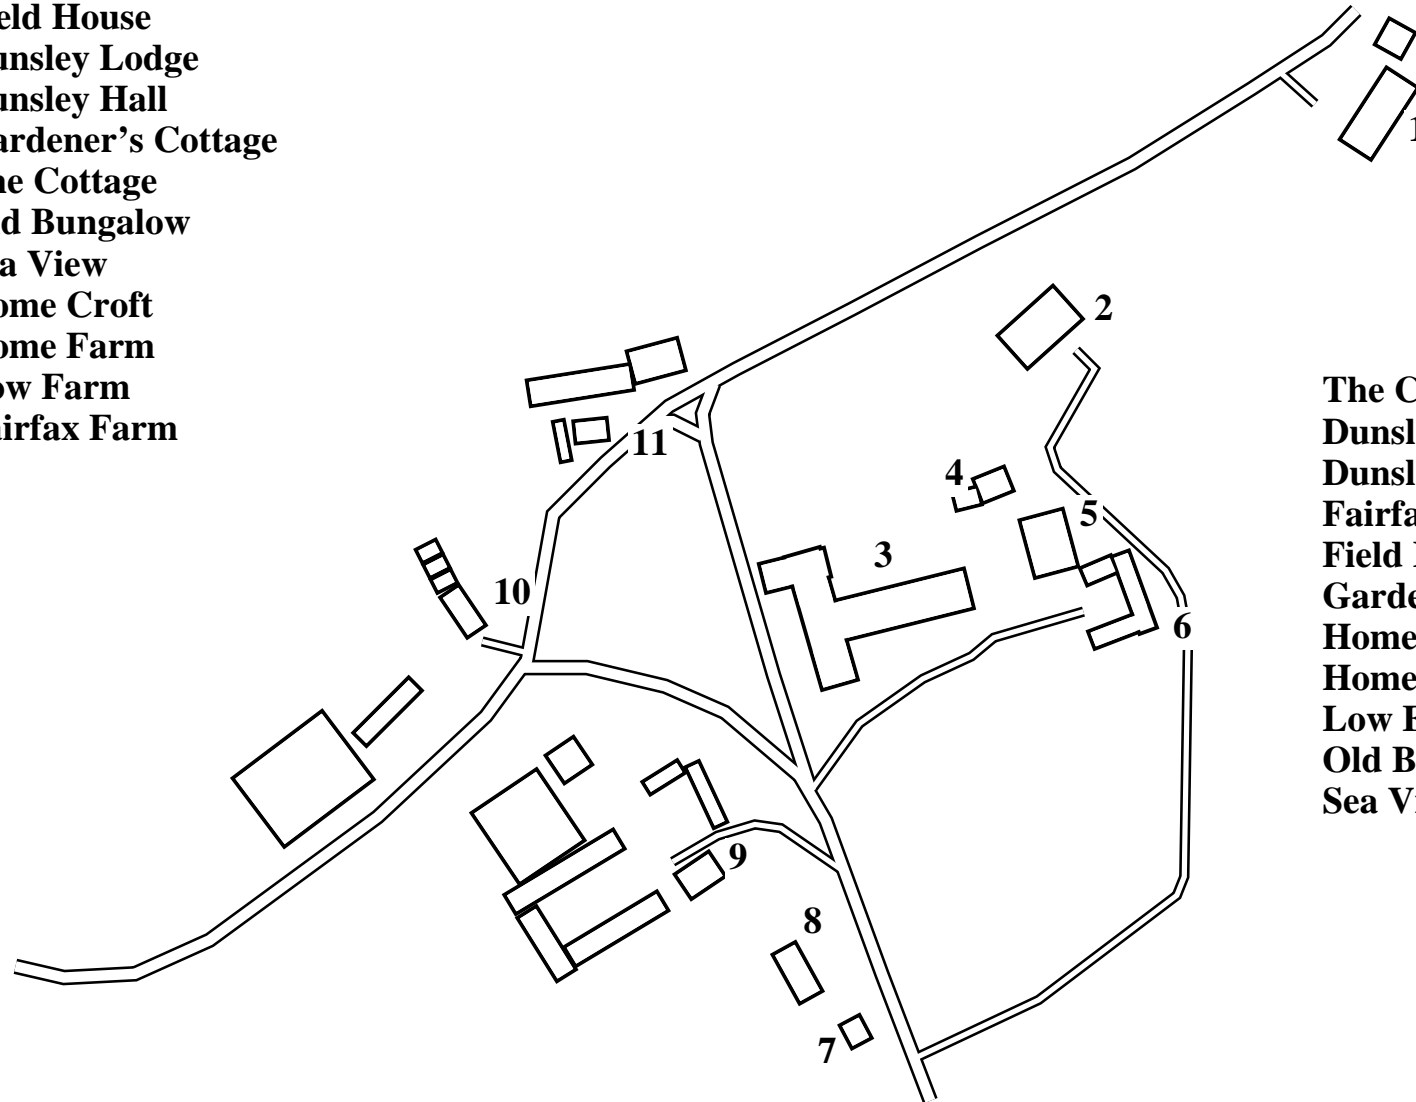 eld House
unsley Lodge
unsley Hall
ardener's Cottage
ne Cottage
d Bungalow
a View
ome Croft
ome Farm
ow Farm
airfax Farm
1
2
11
The C
4
Dunsl
Dunsl
5
Fairfa
3
Field
10
Garde
6
Home
Home
Low
Old B
9
Sea V
8
7